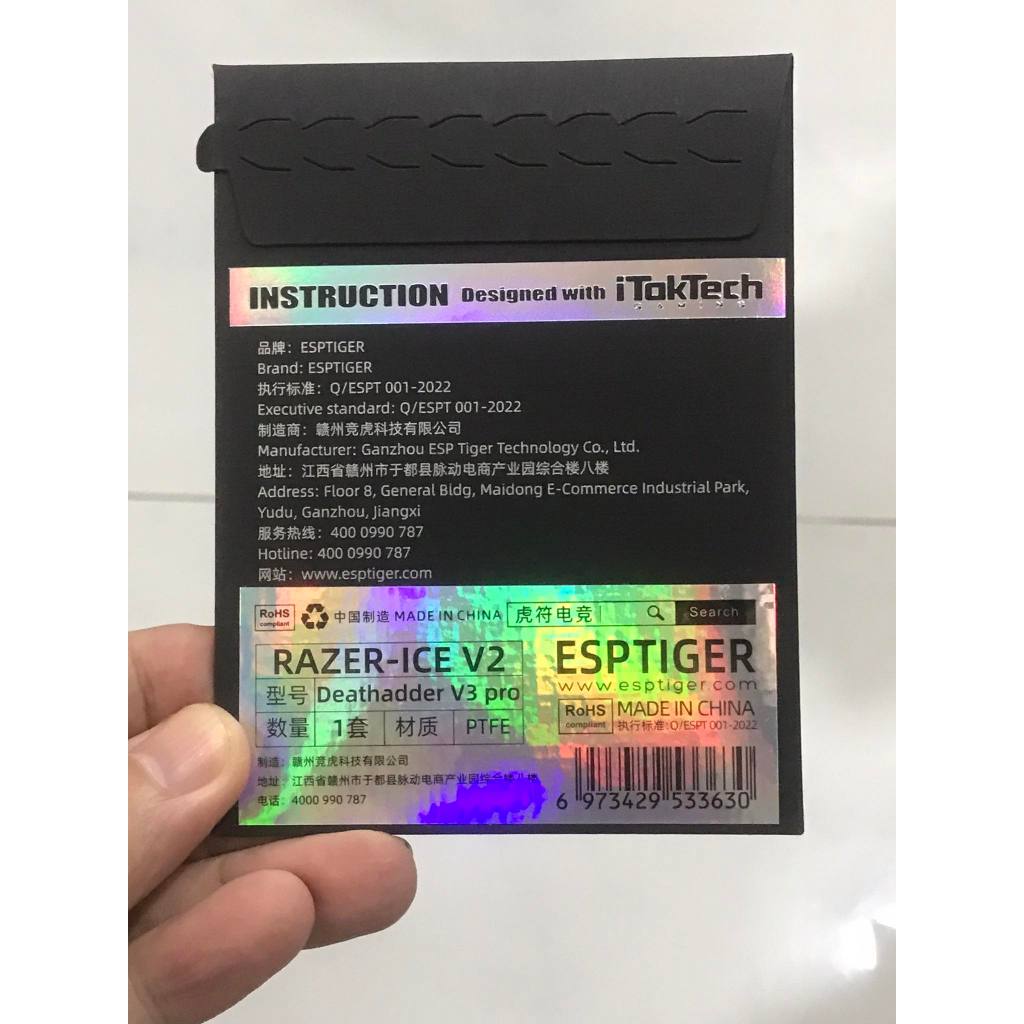 INSTRUCTION Designed with iTokTech
品牌：ESPTIGER
Brand: ESPTIGER
执行标准：Q/ESPT 001-2022
Executive standard: Q/ESPT 001-2022
制造商：赣州竞虎科技有限公司
Manufacturer: Ganzhou ESP Tiger Technology Co., Ltd.
地址：江西省赣州市于都县脉动电商产业园综合楼八楼
Address: Floor 8, General Bidg, Maidong E-Commerce Industrial Park,
Yudu, Ganzhou, Jiangxi
服务热线：400 0990 787
Hotline: 400 0990 787
网站：www.esptiger.com
RoHS compliant 中国制造 MADE IN CHINA 虎符电竞 Search
RAZER-ICE V2
型号 Deathadder V3 pro
数量 1套 材质 PTFE
制造：赣州竞虎科技有限公司
地址：江西省赣州市于都县脉动电商产业园综合楼八楼
电话：4000 990 787
ESPTIGER
www.esptiger.com
RoHS compliant MADE IN CHINA
执行标准：Q/ESPT 001-2022
6 973429 533630